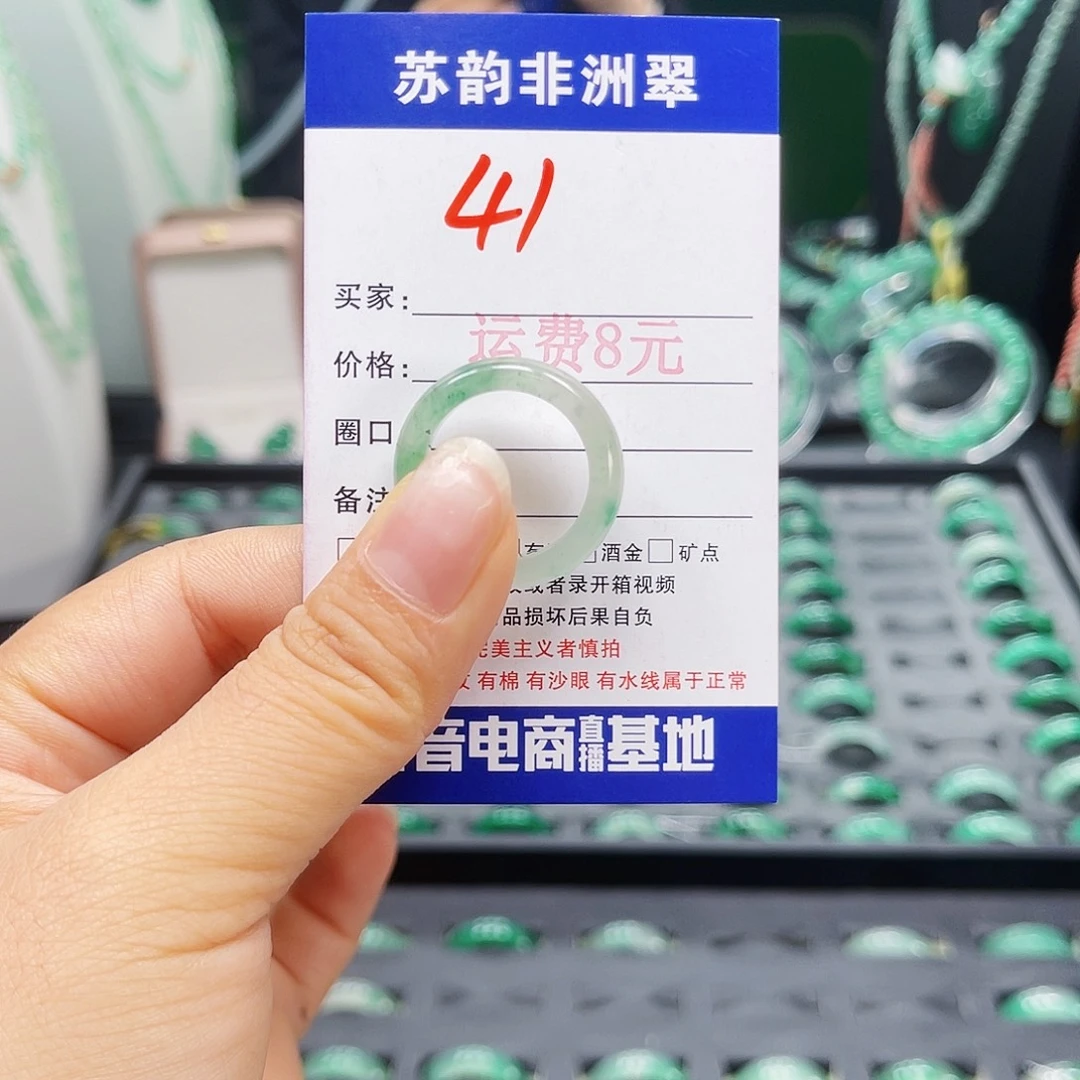 苏韵非洲翠
41
买家：
运费8元
价格：
圈口
备注
酒金□矿点
或者录开箱视频
品损坏后果自负
美主义者慎拍
有棉 有沙眼 有水线属于正常
音电商直播基地